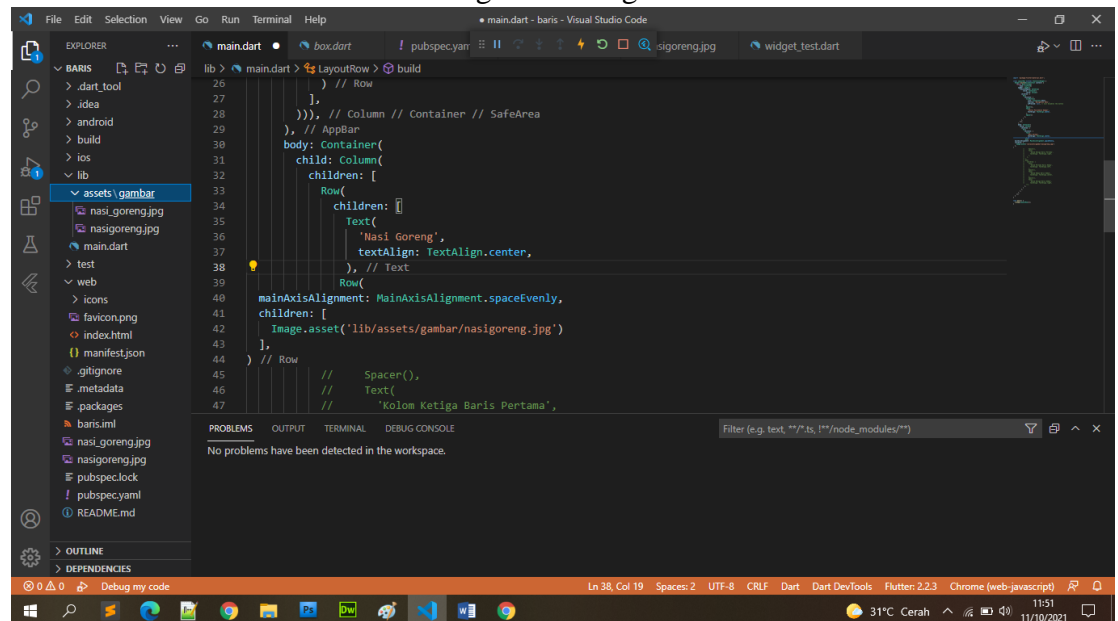 File Edit Selection View Go Run Terminal Help
● main.dart - baris - Visual Studio Code
EXPLORER
main.dart
box.dart
! pubspec.yam
sigoreng.jpg
widget_test.dart
BARIS
lib > main.dart > LayoutRow > build
> .dart_tool
> .idea
> android
> build
> ios
lib
assets \ gambar
nasi_goreng.jpg
nasigoreng.jpg
main.dart
> test
web
> icons
favicon.png
<> index.html
{} manifest.json
.gitignore
.metadata
.packages
baris.iml
nasi_goreng.jpg
nasigoreng.jpg
pubspec.lock
! pubspec.yaml
README.md
> OUTLINE
> DEPENDENCIES
26 ) // Row
27 ],
28 ))), // Column // Container // SafeArea
29 ), // AppBar
30 body: Container(
31 child: Column(
32 children: [
33 Row(
34 children: [
35 Text(
36 'Nasi Goreng',
37 textAlign: TextAlign.center,
38 ), // Text
39 Row(
40 mainAxisAlignment: MainAxisAlignment.spaceEvenly,
41 children: [
42 Image.asset('lib/assets/gambar/nasigoreng.jpg')
43 ],
44 ) // Row
45 // Spacer(),
46 // Text(
47 // 'Kolom Ketiga Baris Pertama',
PROBLEMS OUTPUT TERMINAL DEBUG CONSOLE
Filter (e.g. text, **/*.ts, !**/node_modules/**)
No problems have been detected in the workspace.
0 0 Debug my code
Ln 38, Col 19 Spaces: 2 UTF-8 CRLF Dart Dart DevTools Flutter: 2.2.3 Chrome (web-javascript)
31°C Cerah
11:51
11/10/2021